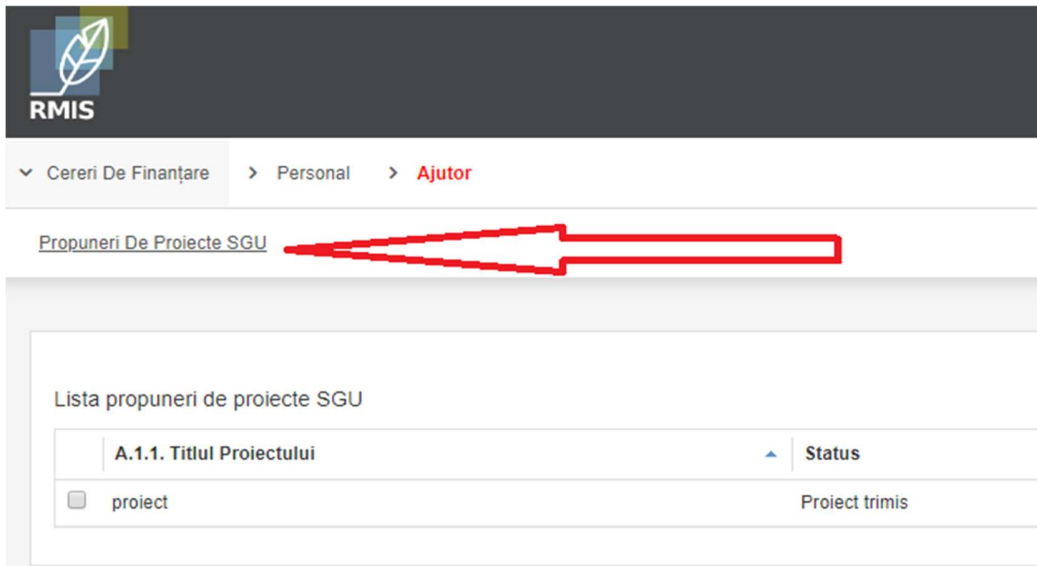 RMIS
Cereri De Finanțare > Personal > Ajutor
Propuneri De Proiecte SGU
Lista propuneri de proiecte SGU
A.1.1. Titlul Proiectului Status
proiect Proiect trimis